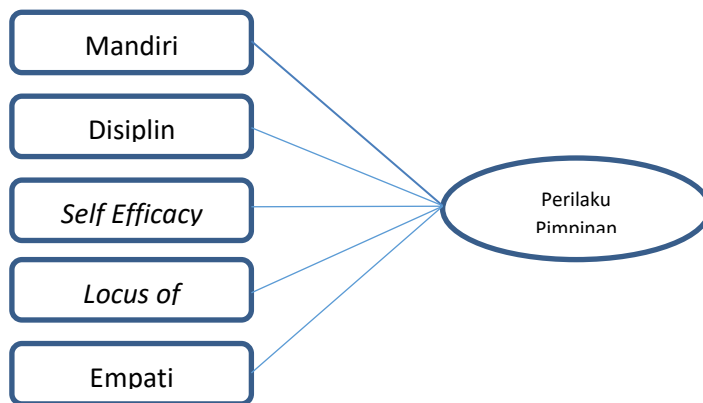 Mandiri
Disiplin
Self Efficacy
Locus of
Empati
Perilaku
Pimpinan